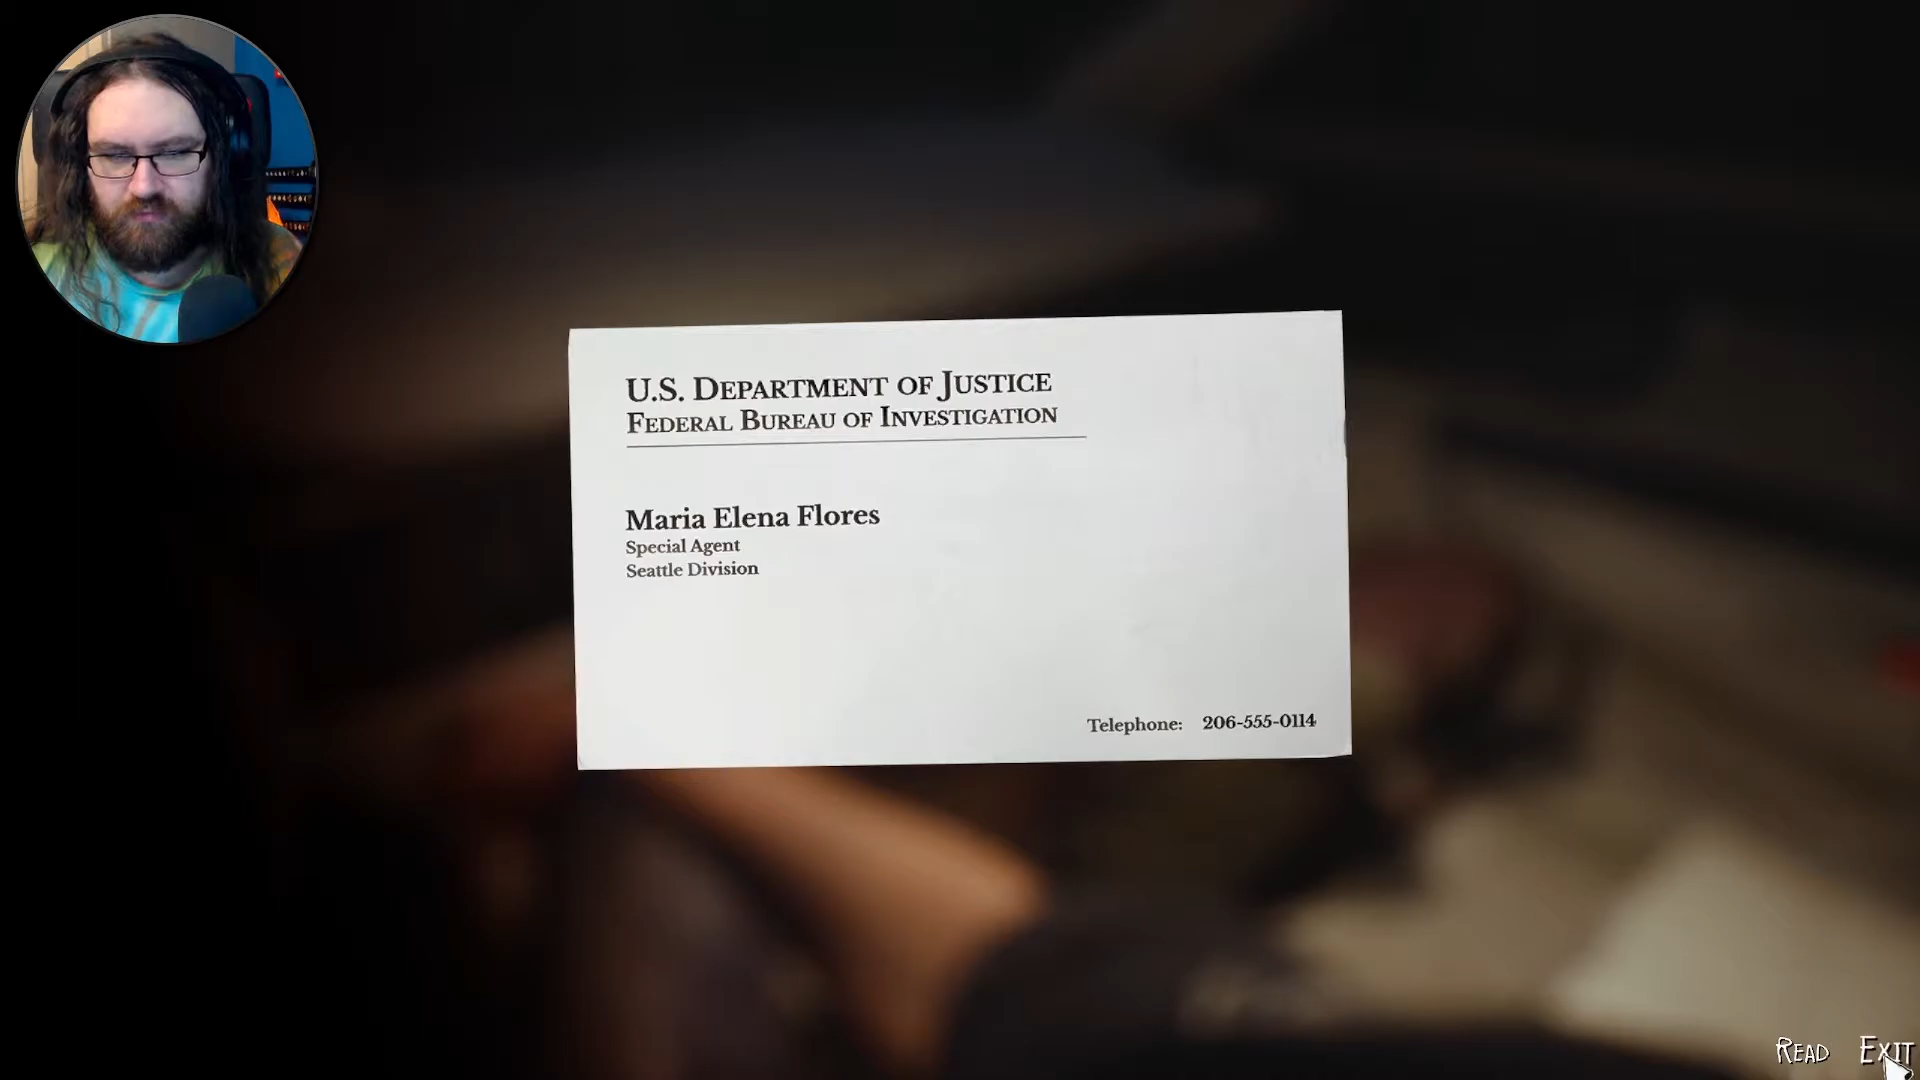 U.S. DEPARTMENT OF JUSTICE
FEDERAL BUREAU OF INVESTIGATION
Maria Elena Flores
Special Agent
Seattle Division
Telephone: 206-555-0114
READ EXIT